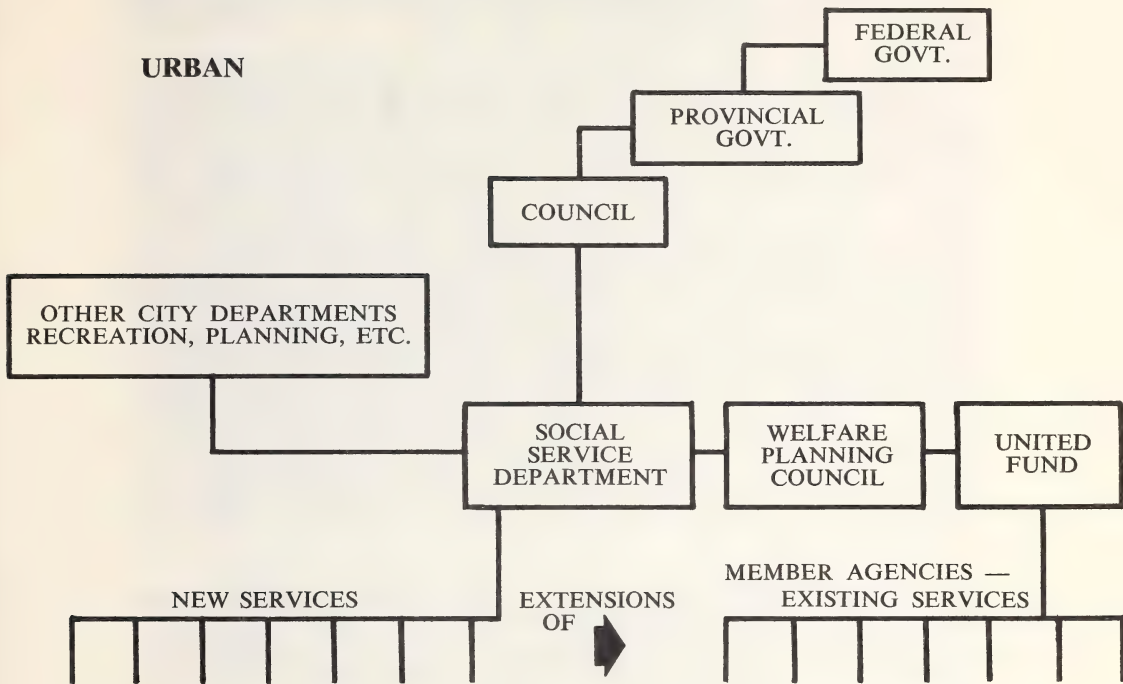 URBAN
FEDERAL
GOVT.
PROVINCIAL
GOVT.
COUNCIL
OTHER CITY DEPARTMENTS
RECREATION, PLANNING, ETC.
SOCIAL
SERVICE
DEPARTMENT
WELFARE
PLANNING
COUNCIL
UNITED
FUND
NEW SERVICES
EXTENSIONS
OF
MEMBER AGENCIES —
EXISTING SERVICES